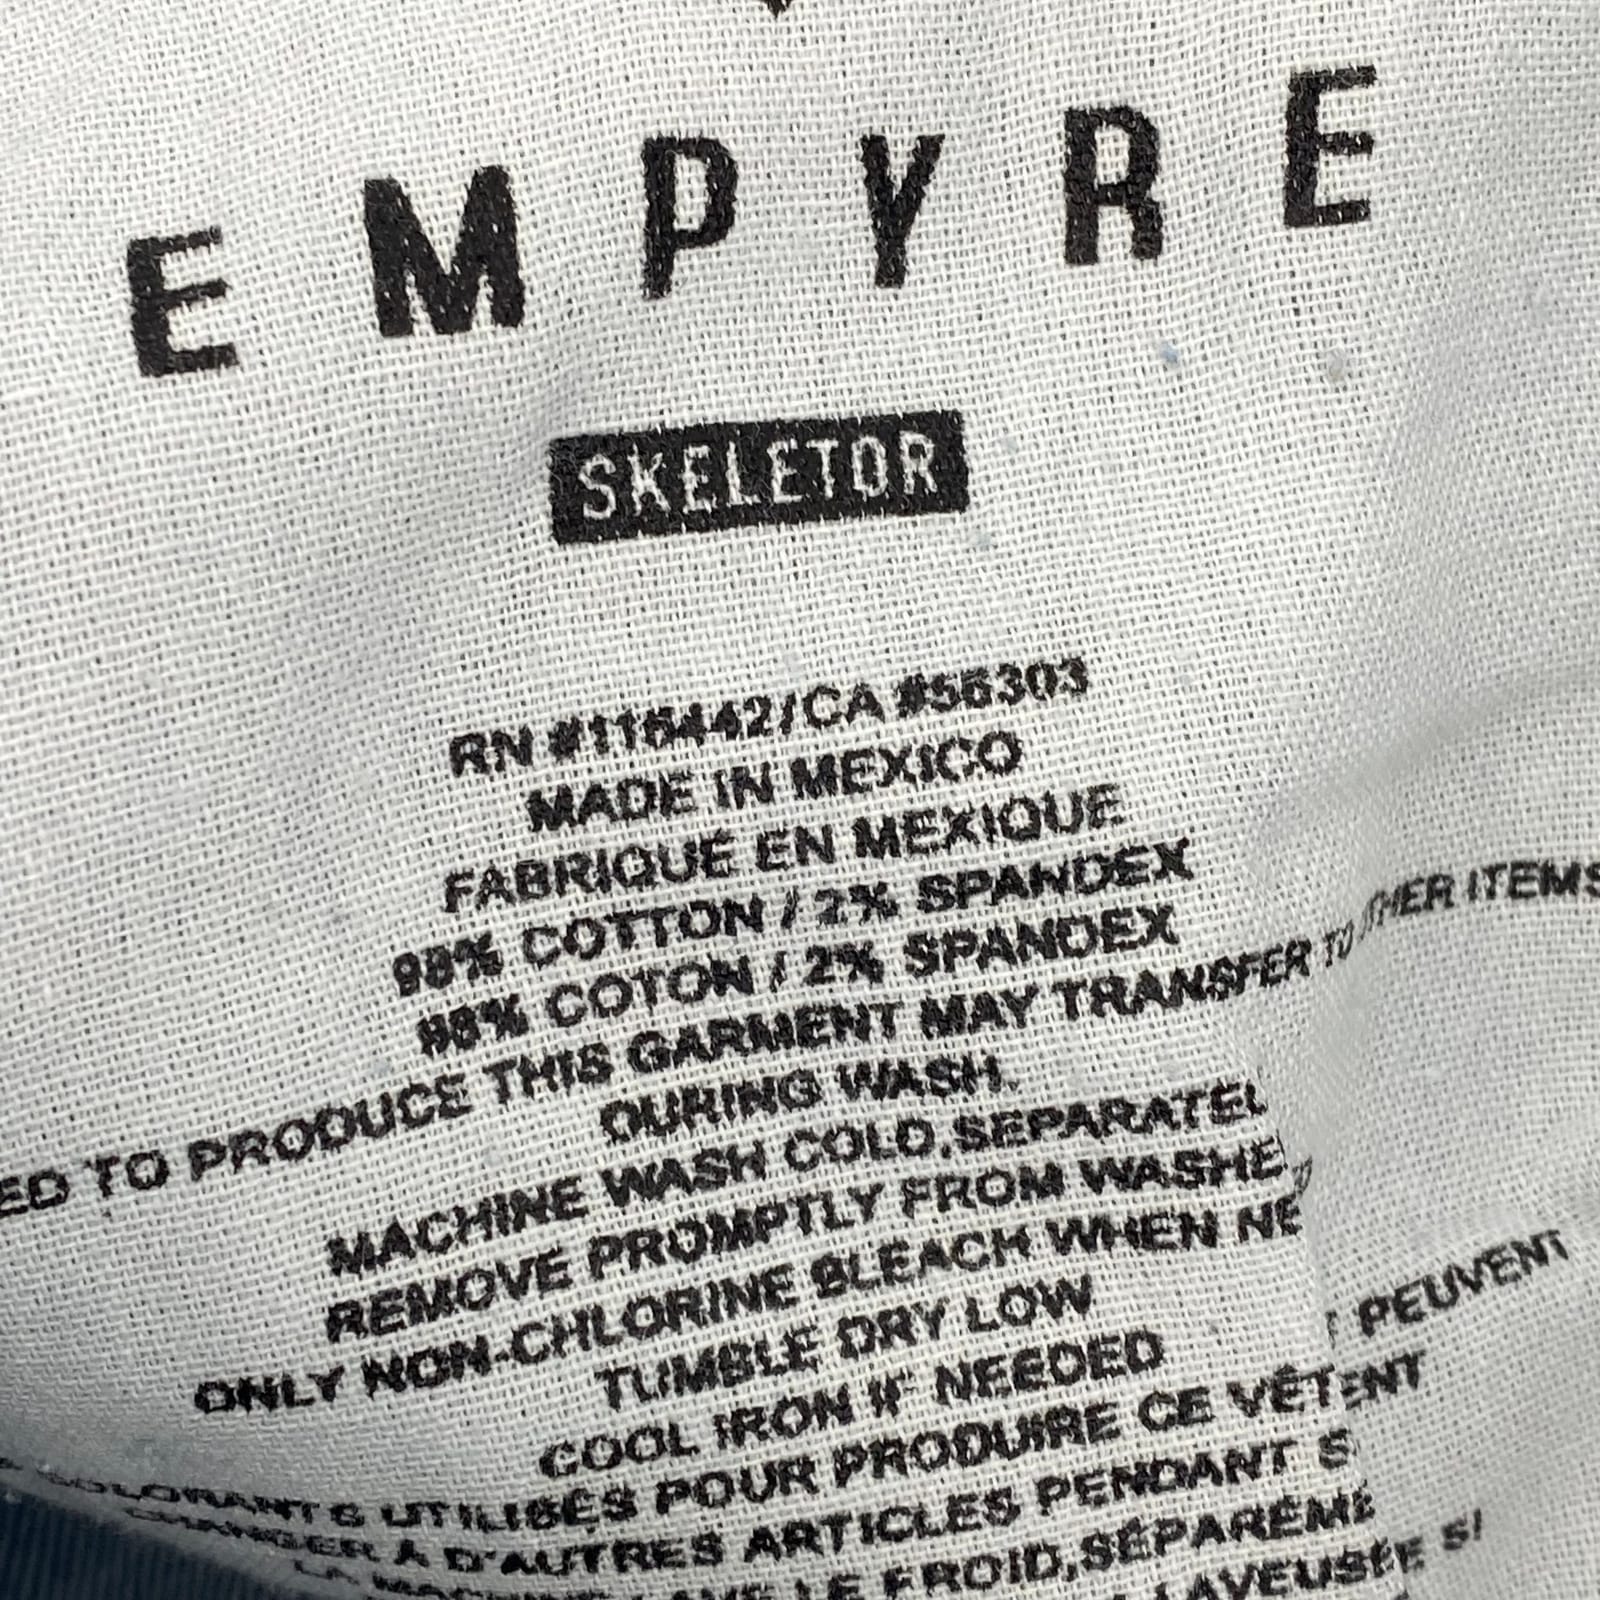 EMPYRE
SKELETOR
RN #116442/CA #56303
MADE IN MEXICO
FABRIQUÉ EN MEXIQUE
98% COTTON / 2% SPANDEX
98% COTON / 2% SPANDEX
ED TO PRODUCE THIS GARMENT MAY TRANSFER TO OTHER ITEMS
DURING WASH.
MACHINE WASH COLD,SEPARATEL
REMOVE PROMPTLY FROM WASHE
ONLY NON-CHLORINE BLEACH WHEN NE
TUMBLE DRY LOW
COOL IRON IF NEEDED
COLORANTS UTILISÉS POUR PRODUIRE CE VÊTEMENT PEUVENT
CHANGER À D'AUTRES ARTICLES PENDANT
LE FROID,SÉPARÉME
LAVEUSE